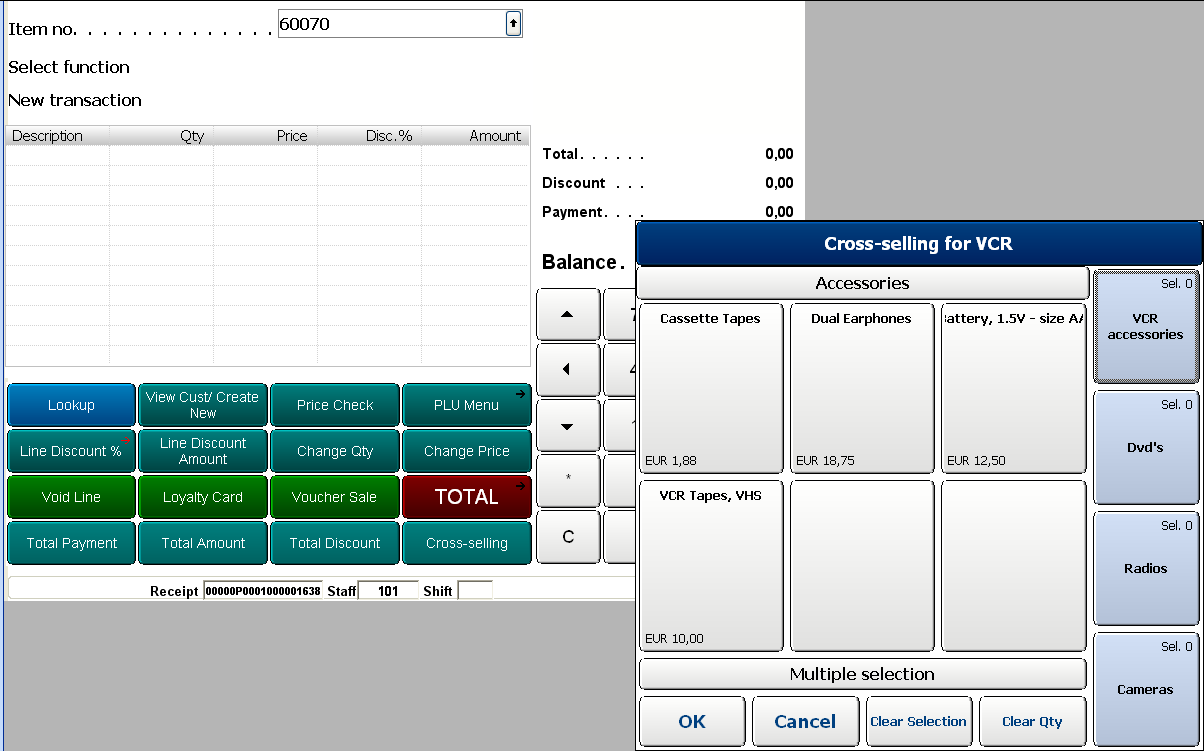 Item no. . . . . . . . . . . . . . 60070
Select function
New transaction
Description Qty Price Disc.% Amount
Total. . . . . . 0,00
Discount . . . 0,00
Payment. . . . 0,00
Balance.
Lookup
View Cust/ Create
New
Price Check
PLU Menu
Line Discount %
Line Discount
Amount
Change Qty
Change Price
Void Line
Loyalty Card
Voucher Sale
TOTAL
Total Payment
Total Amount
Total Discount
Cross-selling
*
C
Receipt 00000P0001000001638 Staff 101 Shift
Cross-selling for VCR
Accessories
Cassette Tapes
EUR 1,88
Dual Earphones
EUR 18,75
attery, 1.5V - size AA
EUR 12,50
VCR Tapes, VHS
EUR 10,00
Multiple selection
OK
Cancel
Clear Selection
Clear Qty
Sel. 0
VCR
accessories
Sel. 0
Dvd's
Sel. 0
Radios
Sel. 0
Cameras